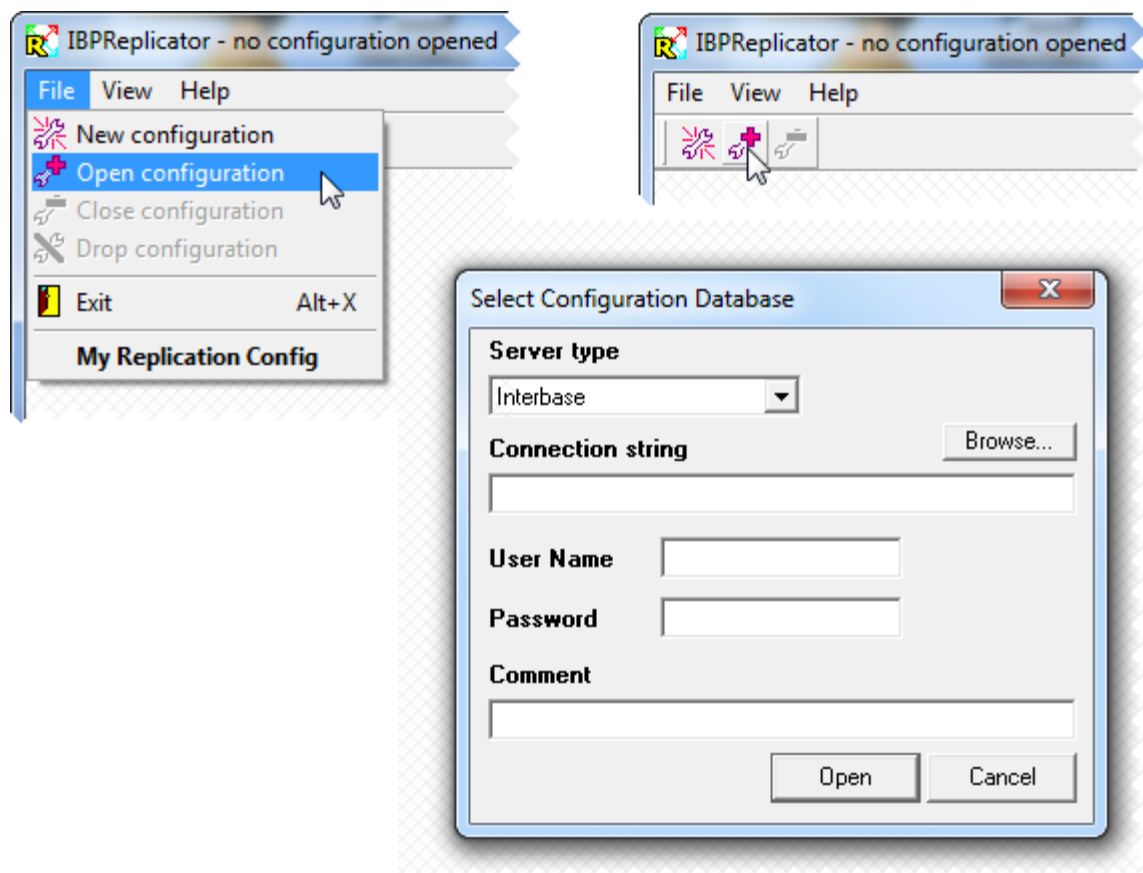 IBPReplicator - no configuration opened
File View Help
New configuration
Open configuration
Close configuration
Drop configuration
Exit Alt+X
My Replication Config
IBPReplicator - no configuration opened
File View Help
Select Configuration Database
Server type
Interbase
Connection string
Browse...
User Name
Password
Comment
Open Cancel